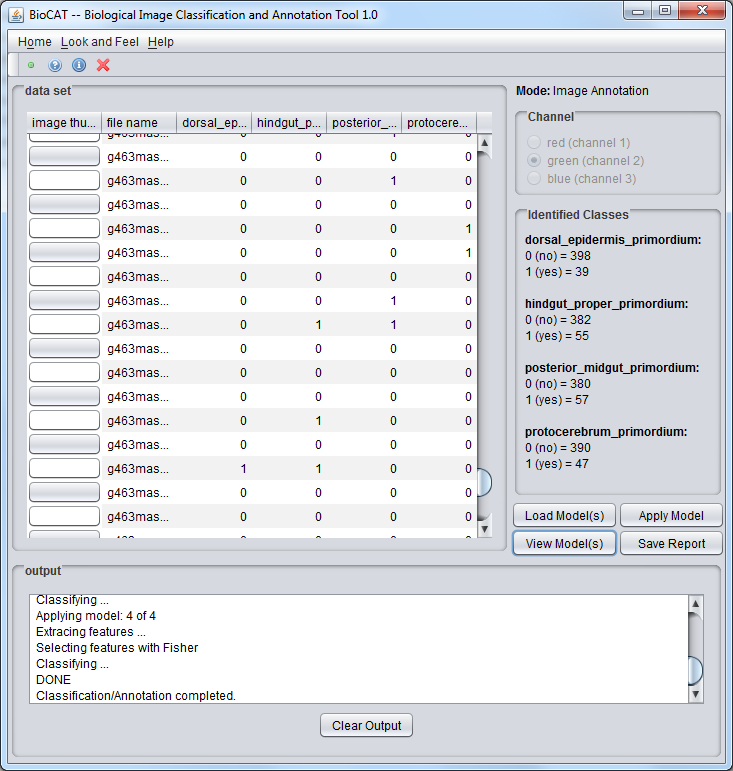 BioCAT -- Biological Image Classification and Annotation Tool 1.0
Home Look and Feel Help
data set
image thu... file name dorsal_ep... hindgut_p... posterior_... protocere...
g463mas... 0 0 1 0
g463mas... 0 0 0 0
g463mas... 0 0 1 0
g463mas... 0 0 0 0
g463mas... 0 0 0 1
g463mas... 0 0 0 1
g463mas... 0 0 0 0
g463mas... 0 0 1 0
g463mas... 0 1 1 0
g463mas... 0 0 0 0
g463mas... 0 0 0 0
g463mas... 0 0 0 0
g463mas... 0 1 0 0
g463mas... 0 0 0 0
g463mas... 1 1 0 0
g463mas... 0 0 0 0
g463mas... 0 0 0 0
Mode: Image Annotation
Channel
red (channel 1)
green (channel 2)
blue (channel 3)
Identified Classes
dorsal_epidermis_primordium:
0 (no) = 398
1 (yes) = 39
hindgut_proper_primordium:
0 (no) = 382
1 (yes) = 55
posterior_midgut_primordium:
0 (no) = 380
1 (yes) = 57
protocerebrum_primordium:
0 (no) = 390
1 (yes) = 47
Load Model(s) Apply Model
View Model(s) Save Report
output
Classifying ...
Applying model: 4 of 4
Extracing features ...
Selecting features with Fisher
Classifying ...
DONE
Classification/Annotation completed.
Clear Output